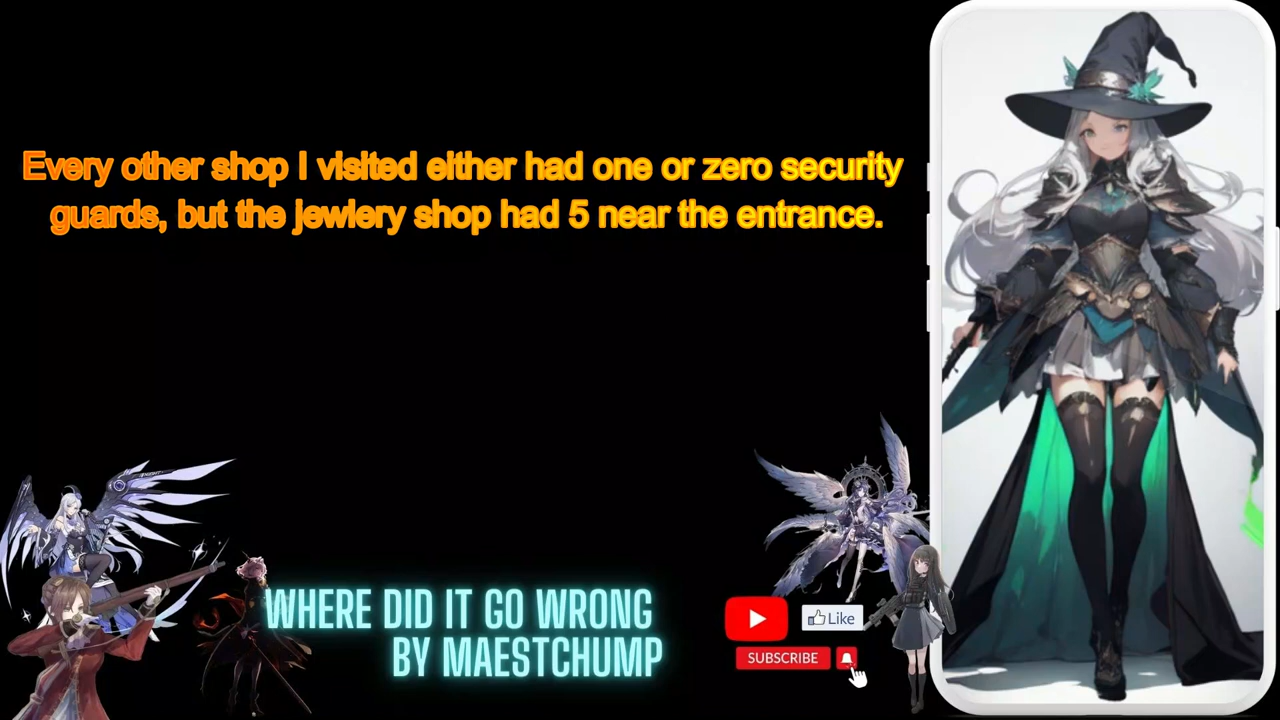 Every other shop I visited either had one or zero security
guards, but the jewlery shop had 5 near the entrance.
WHERE DID IT GO WRONG
BY MAESTCHUMP
Like
SUBSCRIBE